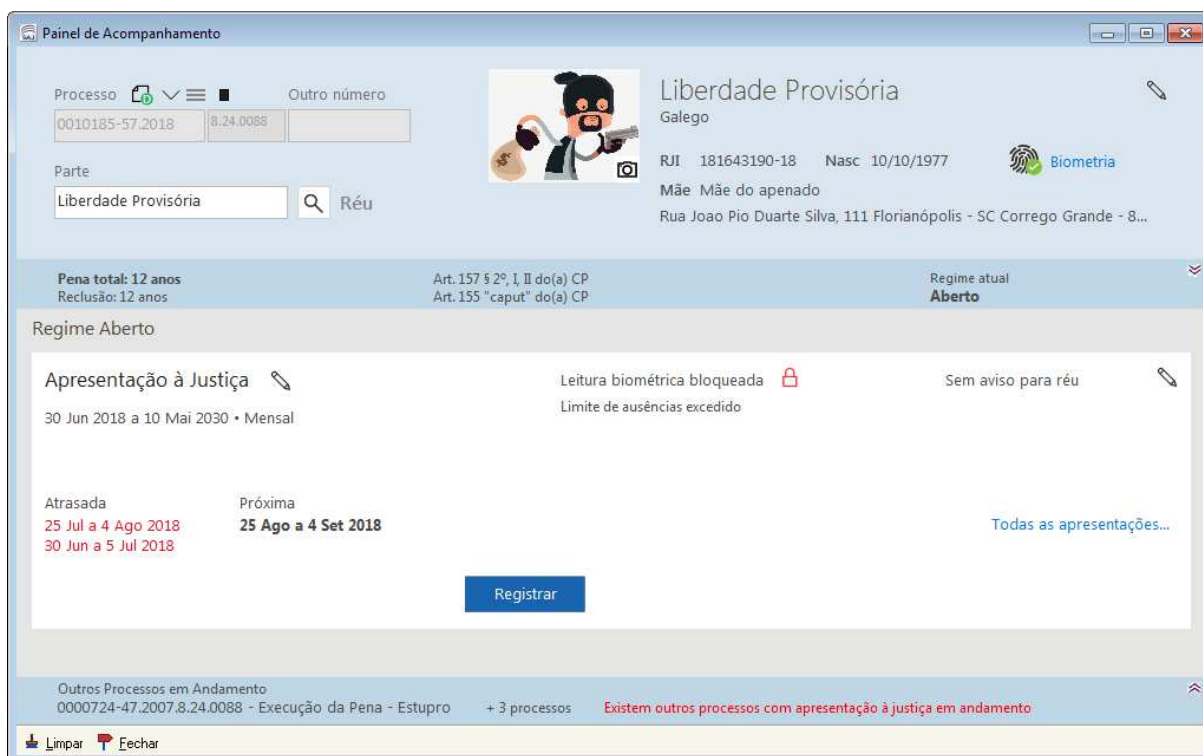 Painel de Acompanhamento
Processo
Outro número
0010185-57.2018
8.24.0088
Parte
Liberdade Provisória
Réu
Liberdade Provisória
Galego
RJI 181643190-18 Nasc 10/10/1977
Biometria
Mãe Mãe do apenado
Rua Joao Pio Duarte Silva, 111 Florianópolis - SC Corrego Grande - 8...
Pena total: 12 anos
Reclusão: 12 anos
Art. 157 § 2º, I, II do(a) CP
Art. 155 "caput" do(a) CP
Regime atual
Aberto
Regime Aberto
Apresentação à Justiça
30 Jun 2018 a 10 Mai 2030 • Mensal
Leitura biométrica bloqueada
Limite de ausências excedido
Sem aviso para réu
Atrasada
25 Jul a 4 Ago 2018
30 Jun a 5 Jul 2018
Próxima
25 Ago a 4 Set 2018
Todas as apresentações...
Registrar
Outros Processos em Andamento
0000724-47.2007.8.24.0088 - Execução da Pena - Estupro + 3 processos Existem outros processos com apresentação à justiça em andamento
Limpar Fechar